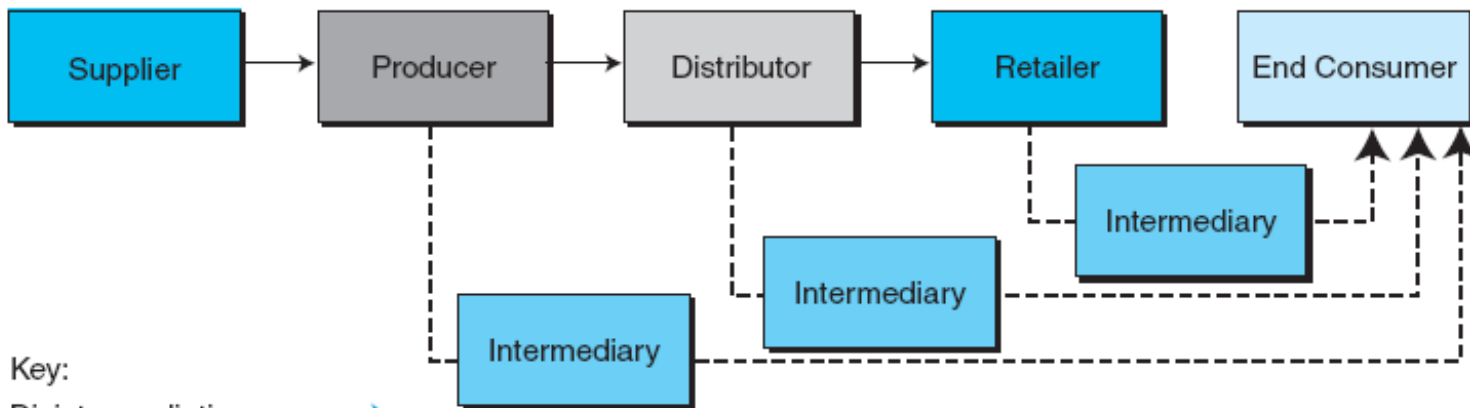 Supplier
Producer
Distributor
Retailer
End Consumer
Intermediary
Intermediary
Intermediary
Key: